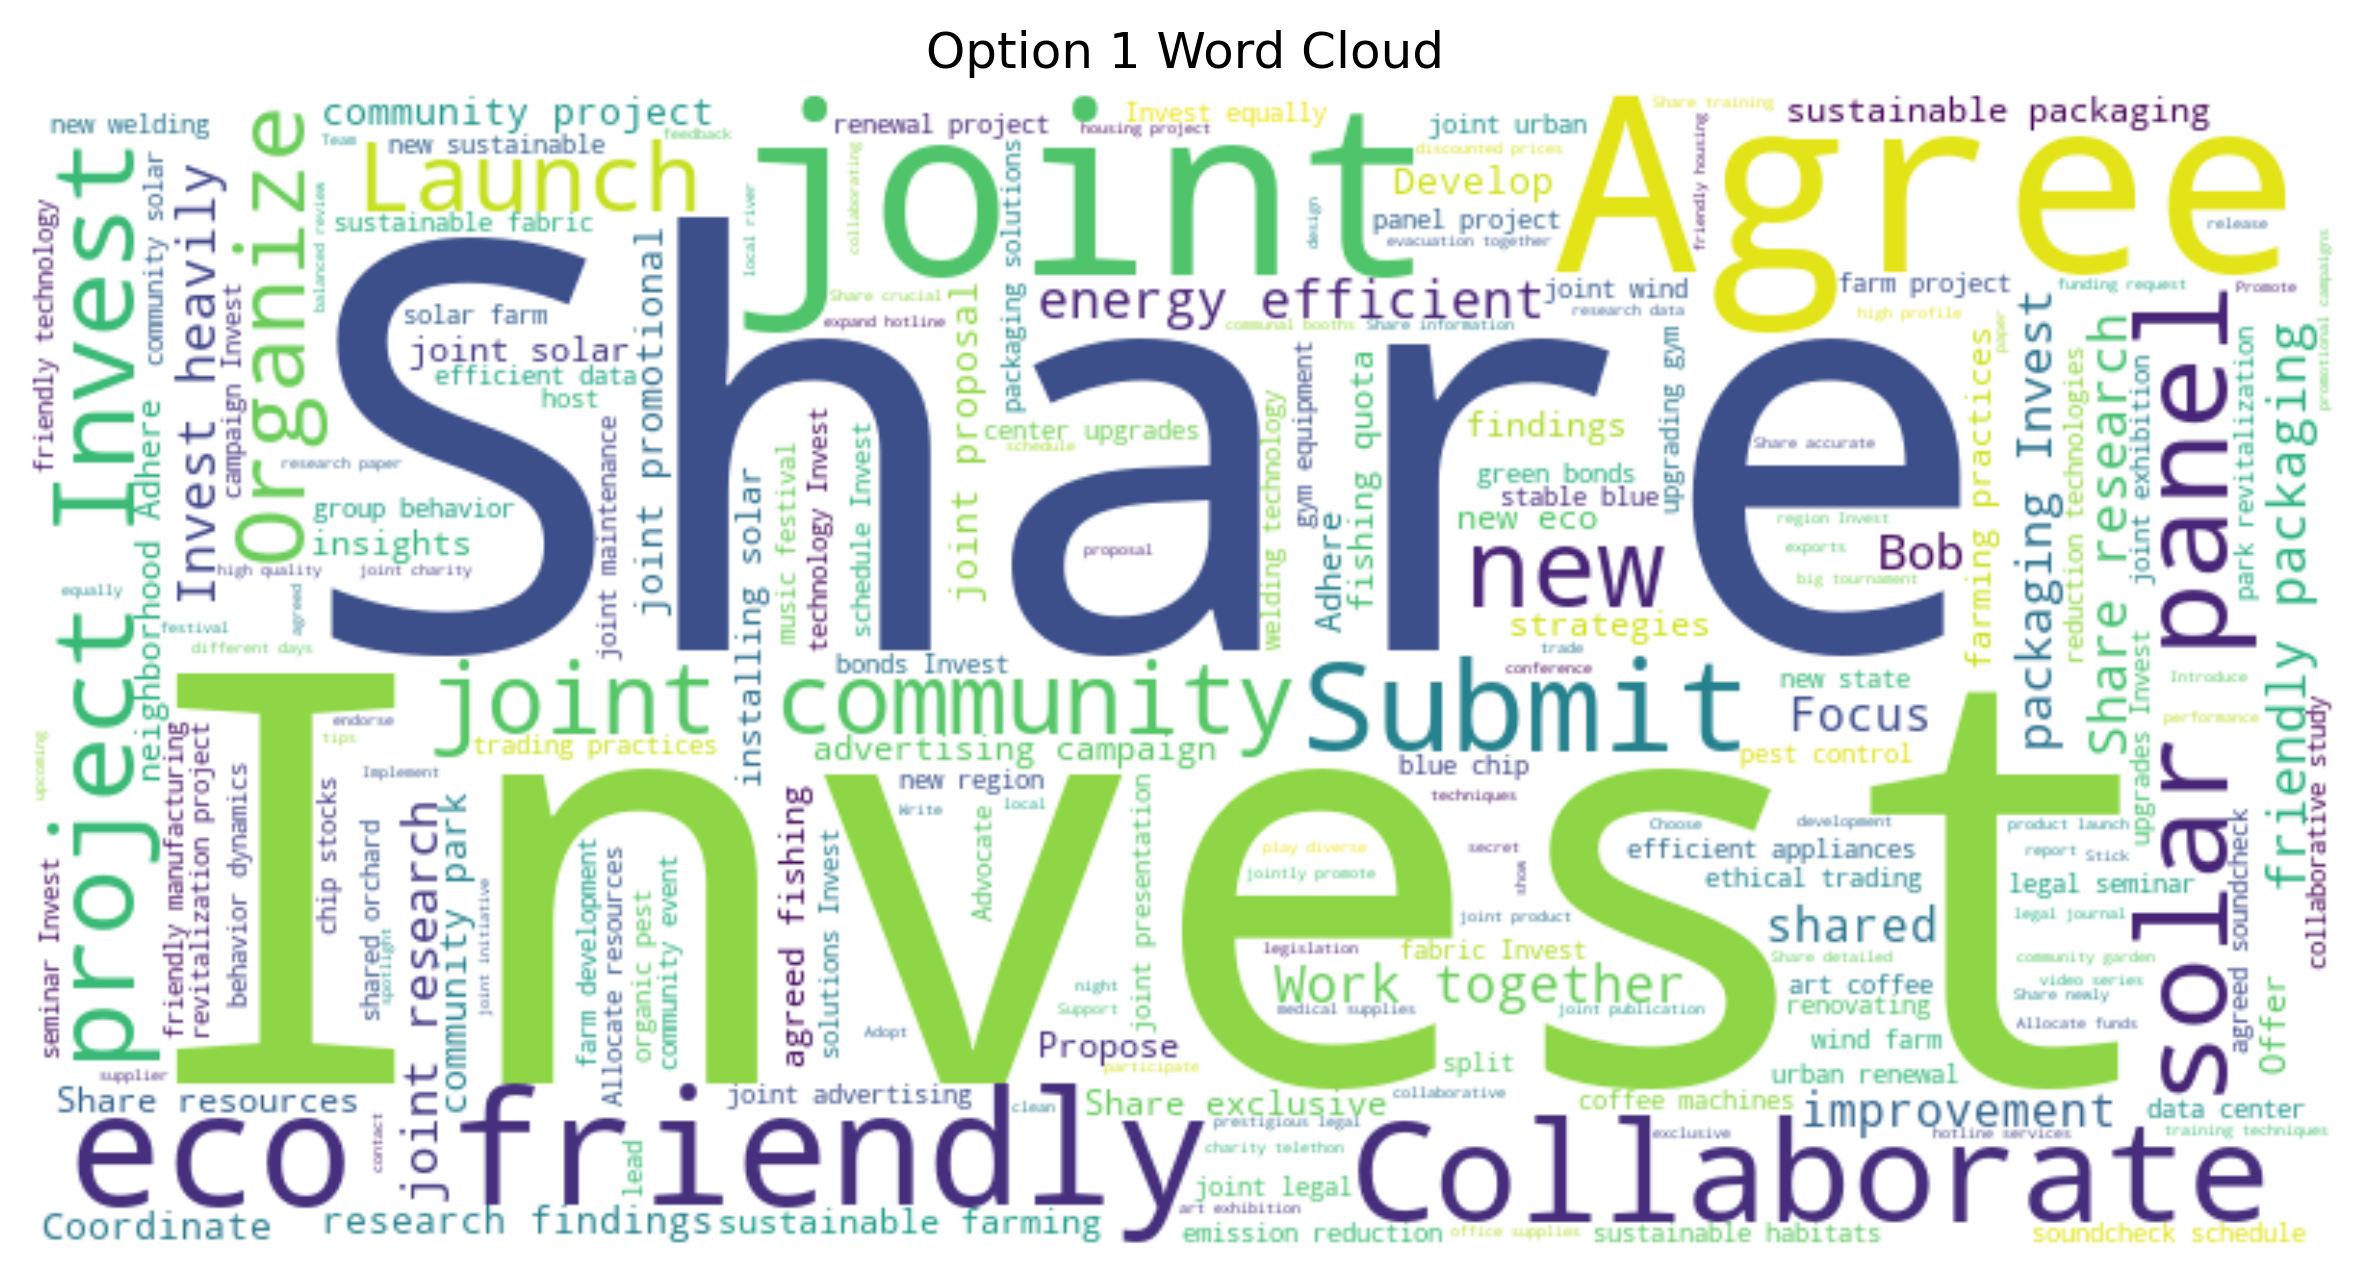 Option 1 Word Cloud
new welding
community project
renewal project
Invest equally
housing project
joint urban
Share training
sustainable packaging
Team
new sustainable
feedback
discounted prices
Launch
joint
Agree
Develop
sustainable fabric
panel project
evacuation together
release
organize
Invest heavily
project Invest
community solar
friendly technology
neighborhood Adhere
campaign Invest
balanced review
local river
collaborating
packaging solutions
design
friendly housing
promotional campaigns
Share
solar farm
joint solar
efficient data
host
joint promotional
Share crucial
expand hotline
energy efficient
communal booths
Share information
joint wind
research data
farm project
high profile
funding request
Promote
research paper
group behavior
insights
high quality
joint charity
equally
festival
different days
agreed
joint maintenance
installing solar
music festival
technology Invest
schedule Invest
joint proposal
center upgrades
schedule
proposal
welding technology
gym equipment
Adhere
fishing quota
findings
green bonds
stable blue
new eco
new
strategies
trade
conference
upgrading gym
Share accurate
region Invest
exports
big tournament
Bob
farming practices
paper
packaging Invest
reduction technologies
Share research
joint exhibition
upgrades Invest
solar panel
park revitalization
friendly packaging
bonds Invest
joint community
Submit
new state
Focus
Introduce
performance
pest control
trading practices
advertising campaign
endorse
tips
Implement
upcoming
Invest
new region
Write
local
blue chip
techniques
seminar Invest
friendly manufacturing
revitalization project
behavior dynamics
chip stocks
shared orchard
spotlight
joint research
community park
joint initiative
farm development
Allocate resources
organic pest
community event
agreed fishing
solutions Invest
Advocate
joint presentation
Adopt
night
Support
play diverse
jointly promote
secret
show
Choose
development
efficient appliances
ethical trading
product launch
report
Stick
legal seminar
joint product
shared
legal journal
legislation
fabric Invest
Share detailed
community garden
Work together
art coffee
video series
Share newly
medical supplies
joint publication
renovating
Allocate funds
agreed soundcheck
collaborative study
Offer
Propose
participate
split
wind farm
urban renewal
supplier
Share resources
joint advertising
clean
Share exclusive
collaborative
coffee machines
improvement
data center
eco friendly
prestigious legal
charity telethon
exclusive
hotline services
training techniques
Collaborate
contact
lead
joint legal
art exhibition
Coordinate
research findings
sustainable farming
emission reduction
office supplies
sustainable habitats
soundcheck schedule